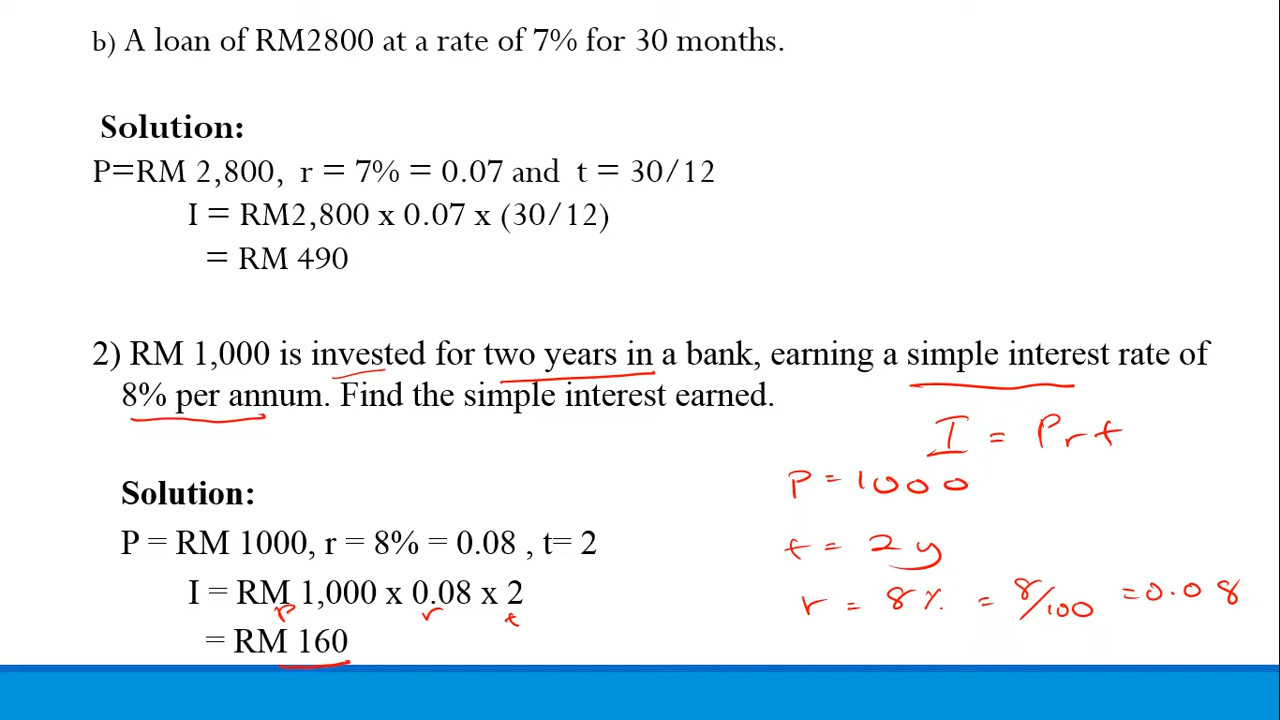 b) A loan of RM2800 at a rate of 7% for 30 months.
Solution:
P=RM 2,800, r = 7% = 0.07 and t = 30/12
I = RM2,800 x 0.07 x (30/12)
= RM 490
2) RM 1,000 is invested for two years in a bank, earning a simple interest rate of
8% per annum. Find the simple interest earned.
I = Prt
P = 1000
Solution:
P = RM 1000, r = 8% = 0.08 , t= 2
t = 2 y
I = RM 1,000 x 0.08 x 2
r = 8% = 8/100 = 0.08
P r t
= RM 160